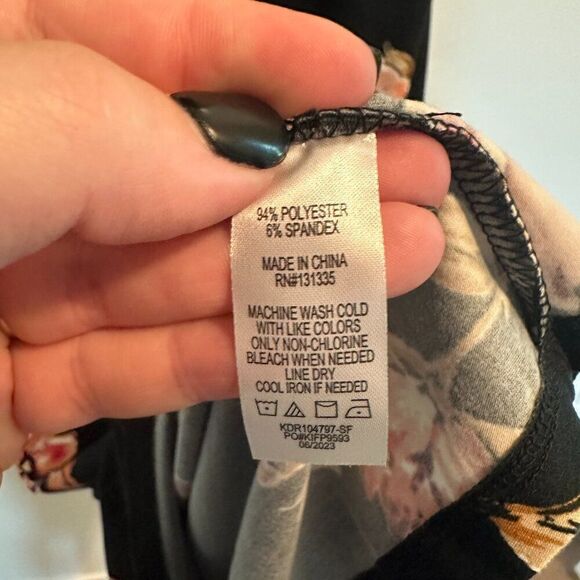 94% POLYESTER
6% SPANDEX
MADE IN CHINA
RN#131335
MACHINE WASH COLD
WITH LIKE COLORS
ONLY NON-CHLORINE
BLEACH WHEN NEEDED
LINE DRY
COOL IRON IF NEEDED
KDR104797-SF
PO#KIFP9593
06/2023